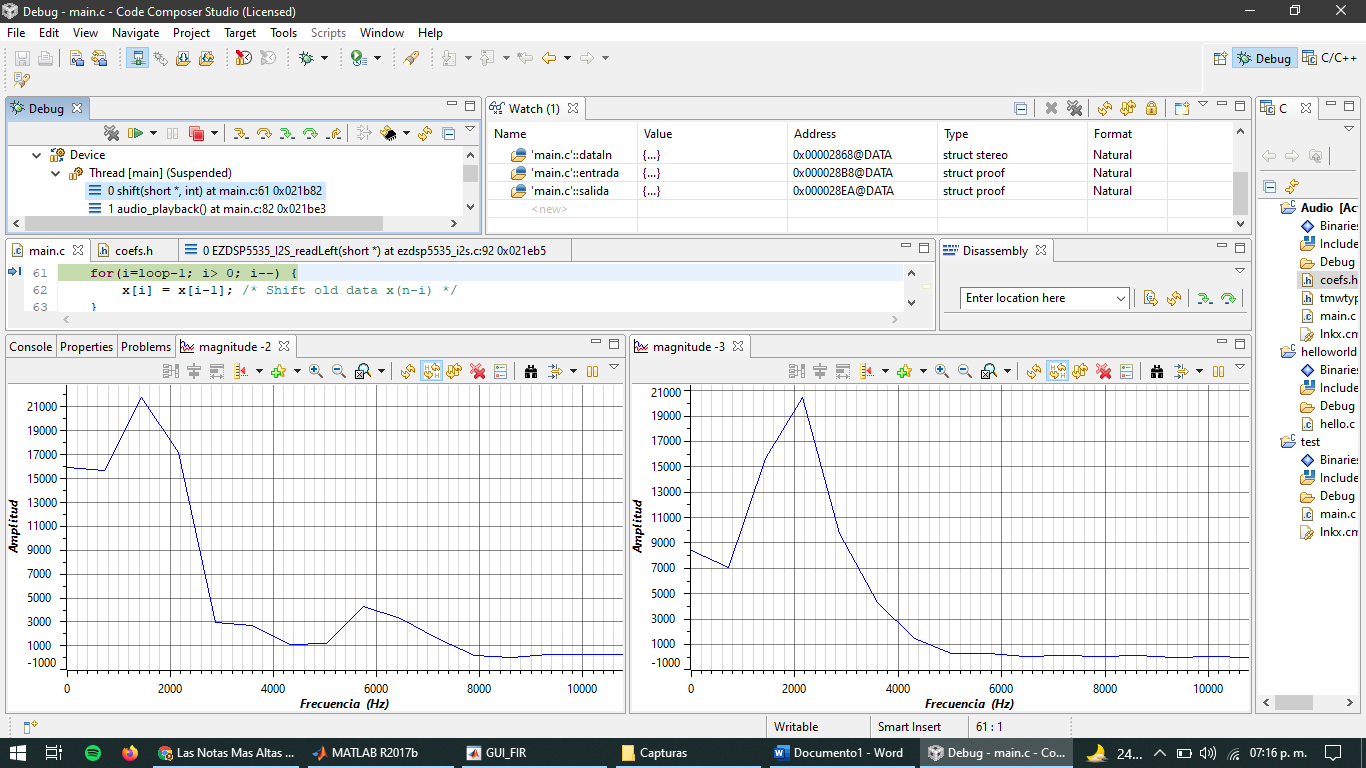 Debug - main.c - Code Composer Studio (Licensed)
File Edit View Navigate Project Target Tools Scripts Window Help
Debug C/C++
Debug
Device
Thread [main] (Suspended)
0 shift(short *, int) at main.c:61 0x021b82
1 audio_playback() at main.c:82 0x021be3
Watch (1)
Name Value Address Type Format
'main.c'::dataIn {...} 0x00002868@DATA struct stereo Natural
'main.c'::entrada {...} 0x000028B8@DATA struct proof Natural
'main.c'::salida {...} 0x000028EA@DATA struct proof Natural
<new>
C
Audio [Ac
Binaries
Include
Debug
coefs.h
tmwtyp
main.c
lnkx.cm
helloworld
Binaries
Include
Debug
hello.c
test
Binaries
Include
Debug
main.c
lnkx.cm
main.c coefs.h 0 EZDSP5535_I2S_readLeft(short *) at ezdsp5535_i2s.c:92 0x021eb5
61 for(i=loop-1; i> 0; i--) {
62 x[i] = x[i-1]; /* Shift old data x(n-i) */
63 }
Disassembly
Enter location here
Console Properties Problems magnitude -2
21000
19000
17000
15000
13000
11000
9000
7000
5000
3000
1000
-1000
Amplitud
0 2000 4000 6000 8000 10000
Frecuencia (Hz)
magnitude -3
21000
19000
17000
15000
13000
11000
9000
7000
5000
3000
1000
-1000
Amplitud
0 2000 4000 6000 8000 10000
Frecuencia (Hz)
Writable Smart Insert 61 : 1
Las Notas Mas Altas ... MATLAB R2017b GUI_FIR Capturas Documento1 - Word Debug - main.c - Co... 24... 07:16 p. m.